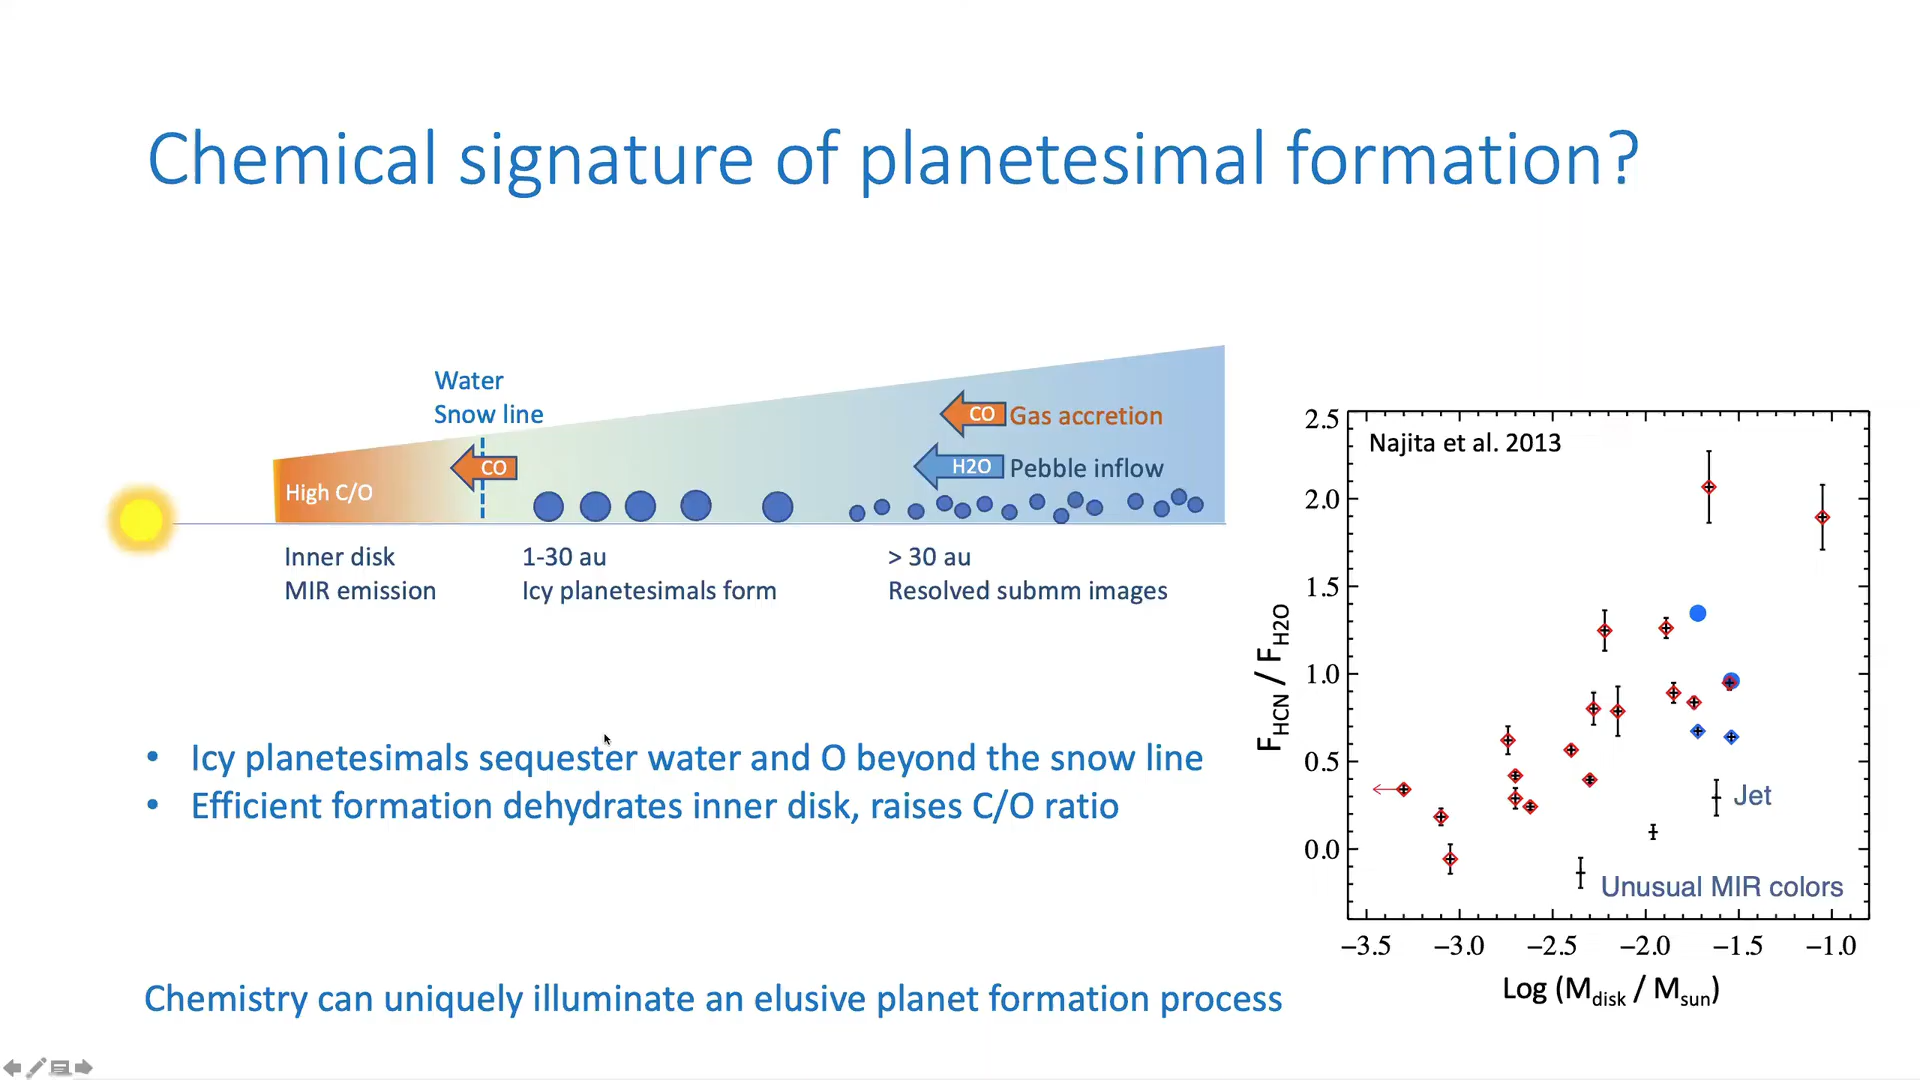 Chemical signature of planetesimal formation?
Water
Snow line
CO
High C/O
CO Gas accretion
H2O Pebble inflow
Inner disk
MIR emission
1-30 au
Icy planetesimals form
> 30 au
Resolved submm images
• Icy planetesimals sequester water and O beyond the snow line
• Efficient formation dehydrates inner disk, raises C/O ratio
Chemistry can uniquely illuminate an elusive planet formation process
Najita et al. 2013
F_HCN / F_H2O
2.5
2.0
1.5
1.0
0.5
0.0
Jet
Unusual MIR colors
−3.5 −3.0 −2.5 −2.0 −1.5 −1.0
Log (M_disk / M_sun)